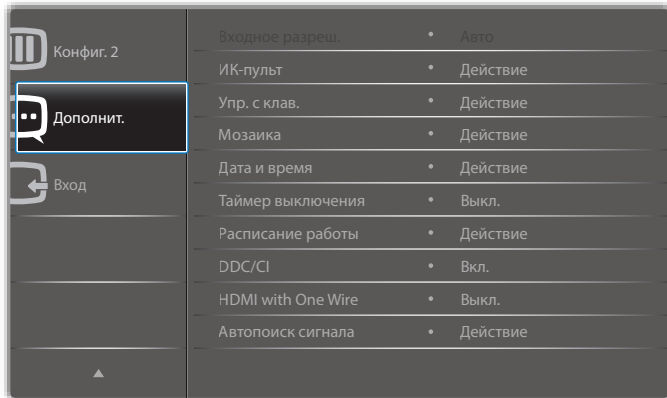 Конфиг. 2
Дополнит.
Вход
Входное разреш. • Авто
ИК-пульт • Действие
Упр. с клав. • Действие
Мозаика • Действие
Дата и время • Действие
Таймер выключения • Выкл.
Расписание работы • Действие
DDC/CI • Вкл.
HDMI with One Wire • Выкл.
Автопоиск сигнала • Действие